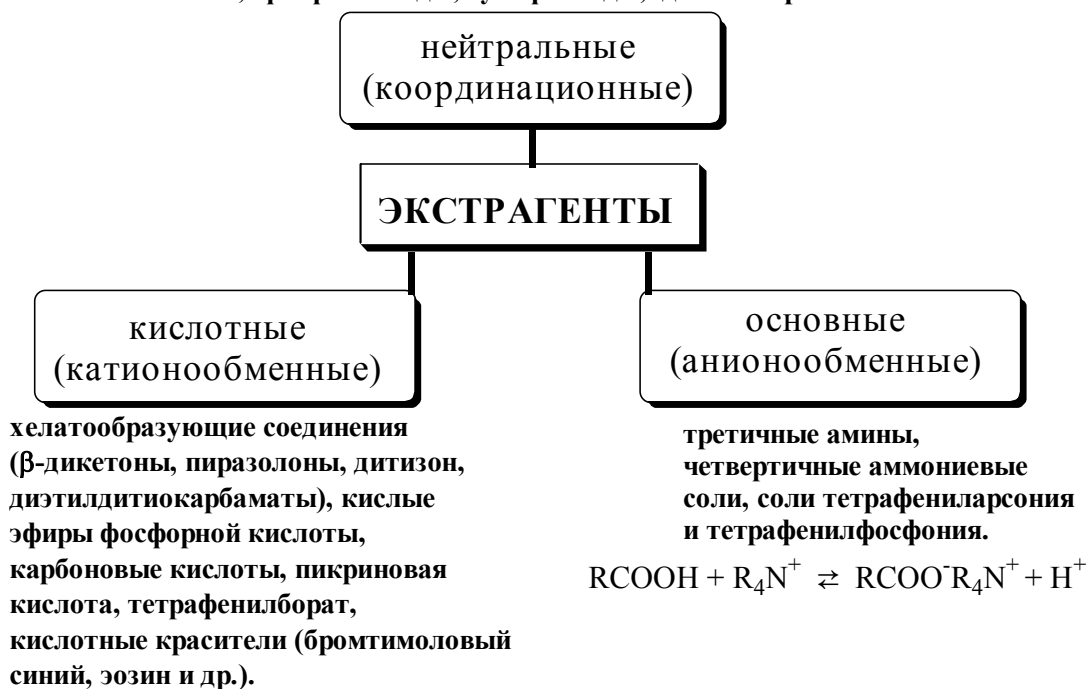 нейтральные
(координационные)
ЭКСТРАГЕНТЫ
кислотные
(катионообменные)
основные
(анионообменные)
хелатообразующие соединения
(β-дикетоны, пиразолоны, дитизон,
диэтилдитиокарбаматы), кислые
эфиры фосфорной кислоты,
карбоновые кислоты, пикриновая
кислота, тетрафенилборат,
кислотные красители (бромтимоловый
синий, эозин и др.).
третичные амины,
четвертичные аммониевые
соли, соли тетрафениларсония
и тетрафенилфосфония.
RCOOH + R₄N⁺ ⇄ RCOO⁻R₄N⁺ + H⁺